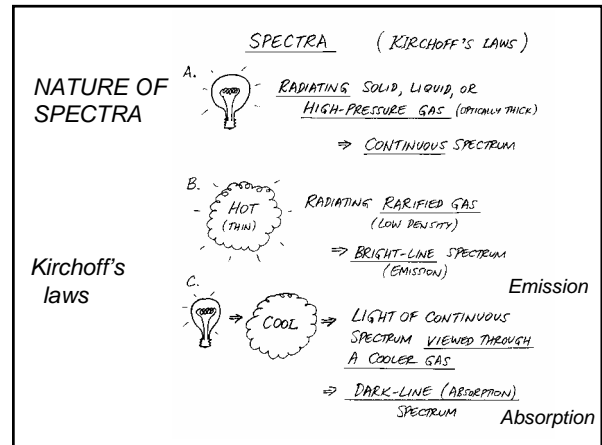 SPECTRA (KIRCHOFF'S LAWS)
NATURE OF
SPECTRA
A. RADIATING SOLID, LIQUID, OR
HIGH-PRESSURE GAS (OPTICALLY THICK)
⇒ CONTINUOUS SPECTRUM
B. HOT
(THIN)
RADIATING RARIFIED GAS
(LOW DENSITY)
⇒ BRIGHT-LINE SPECTRUM
(EMISSION)
Emission
Kirchoff's
laws
C. ⇒ COOL ⇒ LIGHT OF CONTINUOUS
SPECTRUM VIEWED THROUGH
A COOLER GAS
⇒ DARK-LINE (ABSORPTION)
SPECTRUM
Absorption